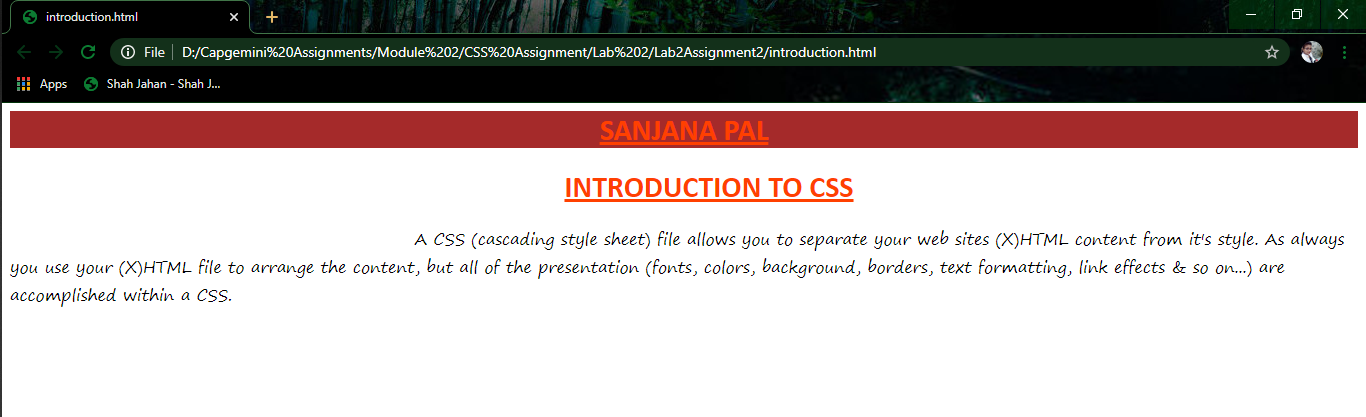 introduction.html
File
D:/Capgemini%20Assignments/Module%202/CSS%20Assignment/Lab%202/Lab2Assignment2/introduction.html
Apps
Shah Jahan - Shah J...
SANJANA PAL
INTRODUCTION TO CSS
A CSS (cascading style sheet) file allows you to separate your web sites (X)HTML content from it's style. As always
you use your (X)HTML file to arrange the content, but all of the presentation (fonts, colors, background, borders, text formatting, link effects & so on...) are
accomplished within a CSS.